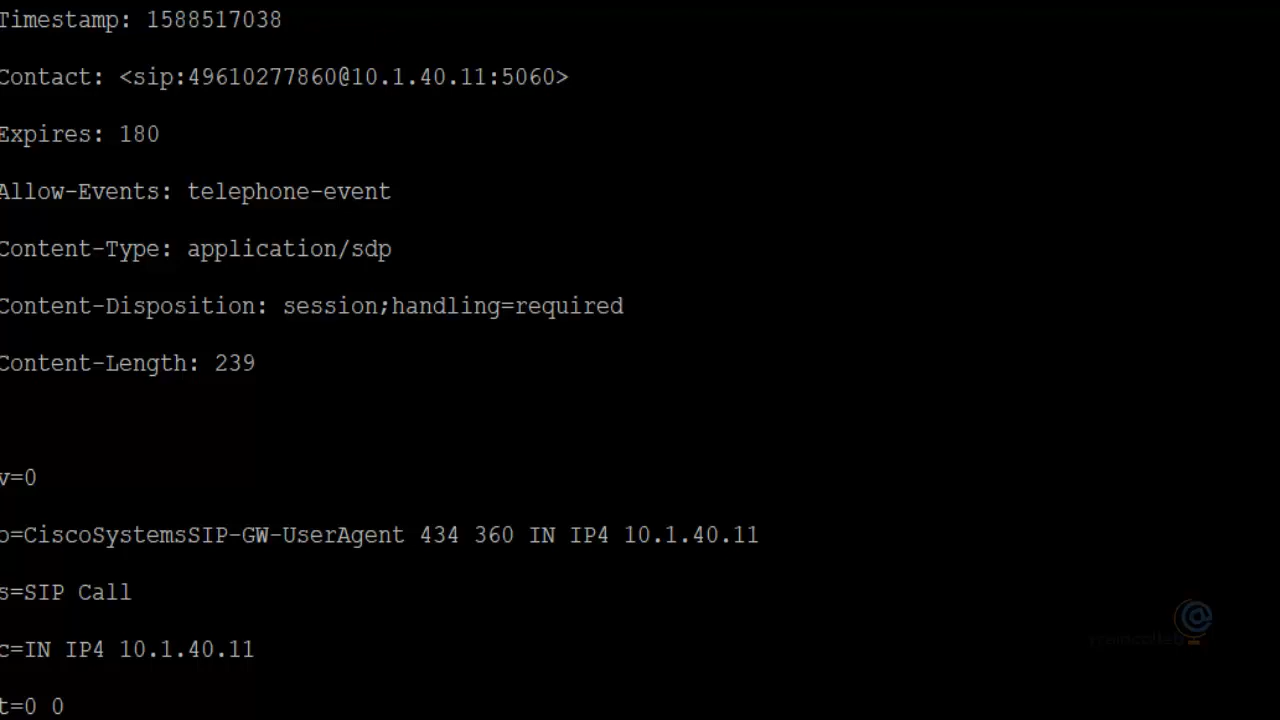 Timestamp: 1588517038
Contact: <sip:49610277860@10.1.40.11:5060>
Expires: 180
Allow-Events: telephone-event
Content-Type: application/sdp
Content-Disposition: session;handling=required
Content-Length: 239
v=0
o=CiscoSystemsSIP-GW-UserAgent 434 360 IN IP4 10.1.40.11
s=SIP Call
c=IN IP4 10.1.40.11
t=0 0